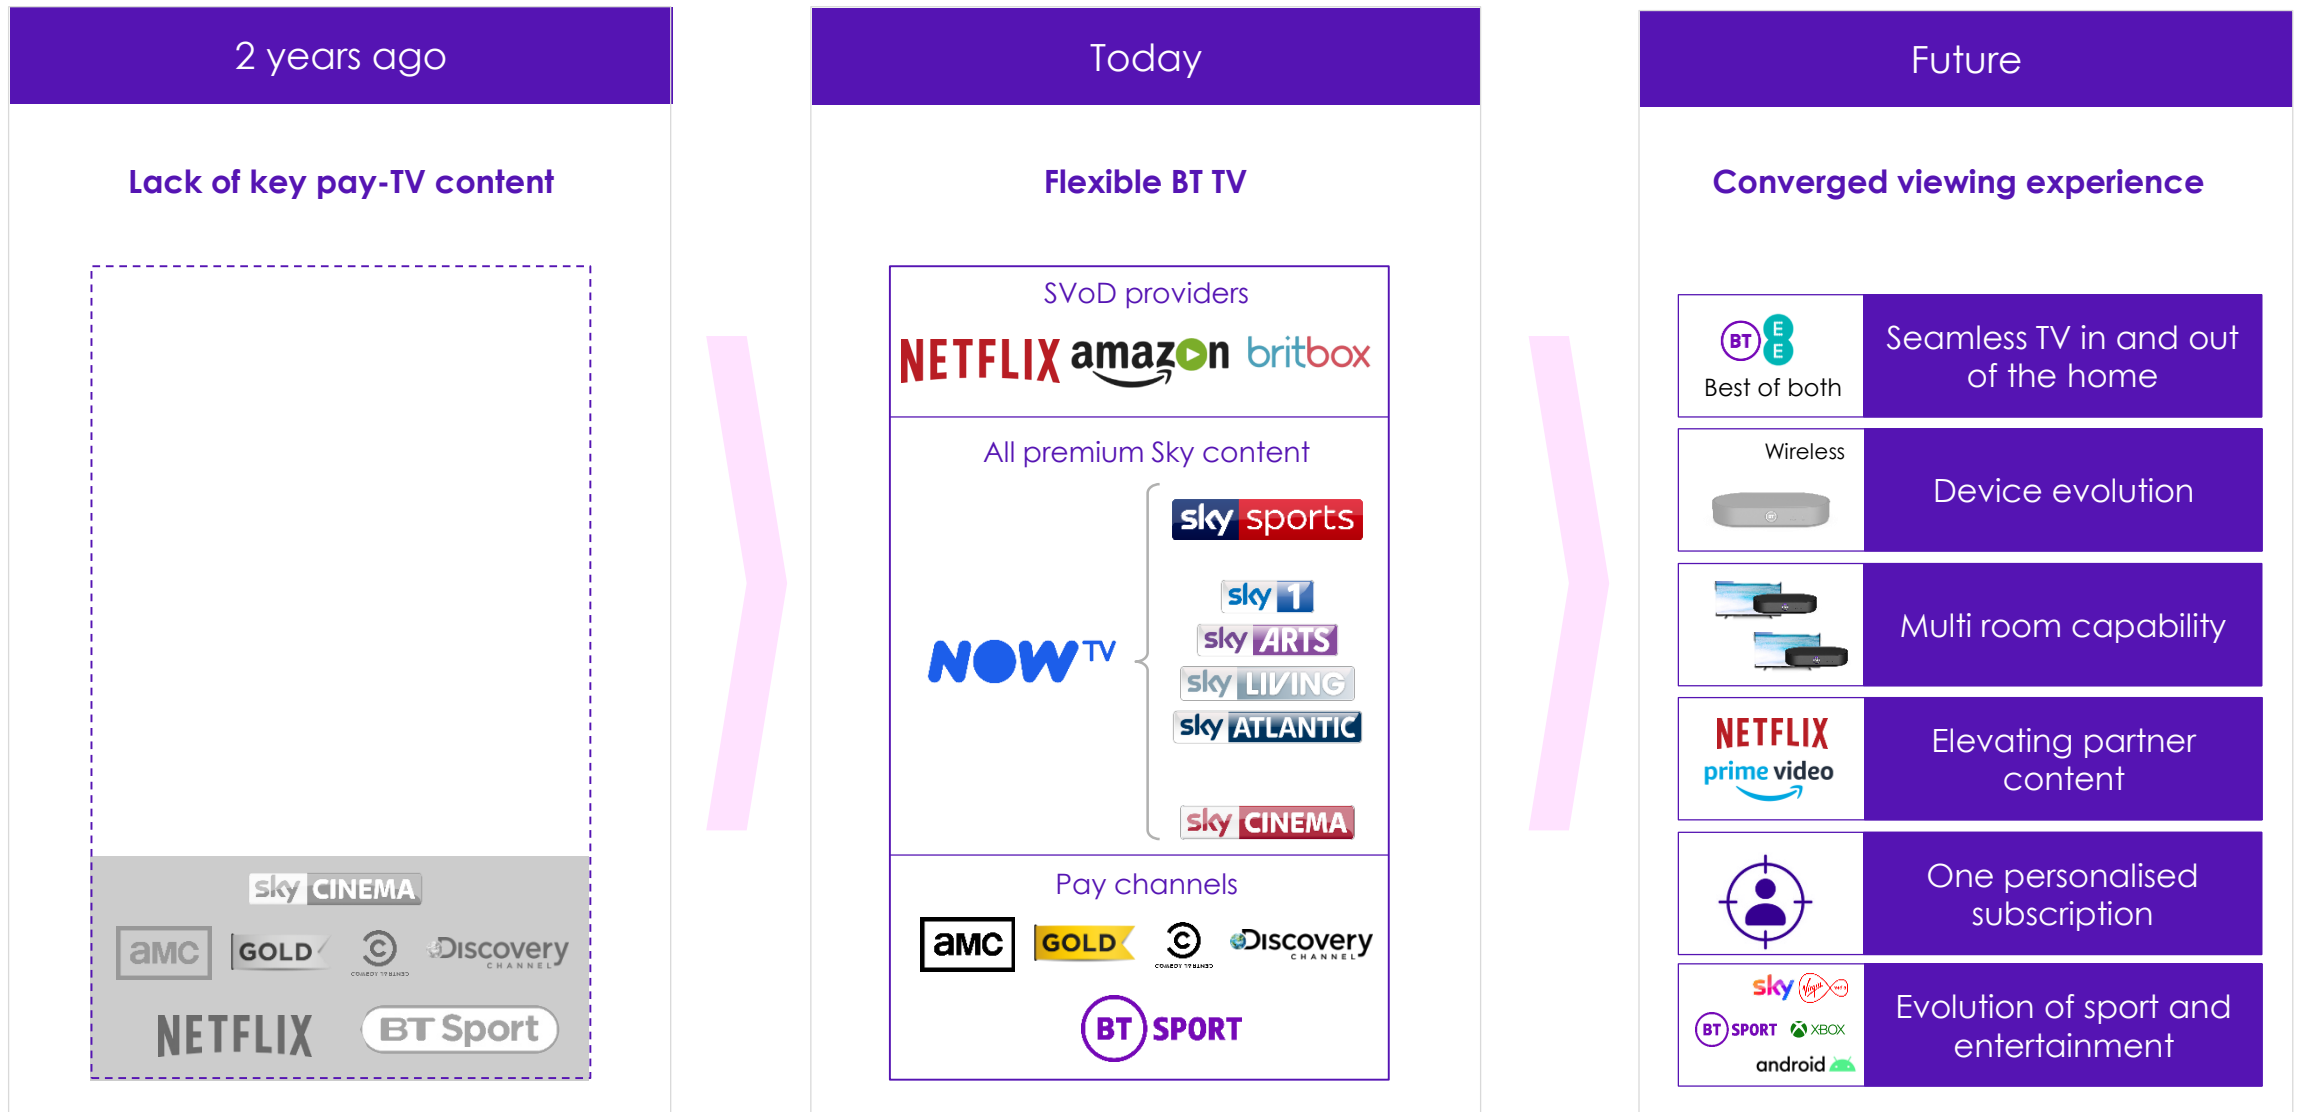 2 years ago
Lack of key pay-TV content
sky CINEMA
aMC
GOLD
Discovery
CHANNEL
NETFLIX
BT Sport
Today
Flexible BT TV
SVoD providers
NETFLIX amazon britbox
All premium Sky content
NOW TV
sky sports
sky 1
sky ARTS
sky LIVING
sky ATLANTIC
sky CINEMA
Pay channels
aMC
GOLD
Discovery
CHANNEL
BT SPORT
Future
Converged viewing experience
BT EE
Best of both
Seamless TV in and out
of the home
Wireless
Device evolution
Multi room capability
NETFLIX
prime video
Elevating partner
content
One personalised
subscription
sky Virgin
BT SPORT XBOX
android
Evolution of sport and
entertainment